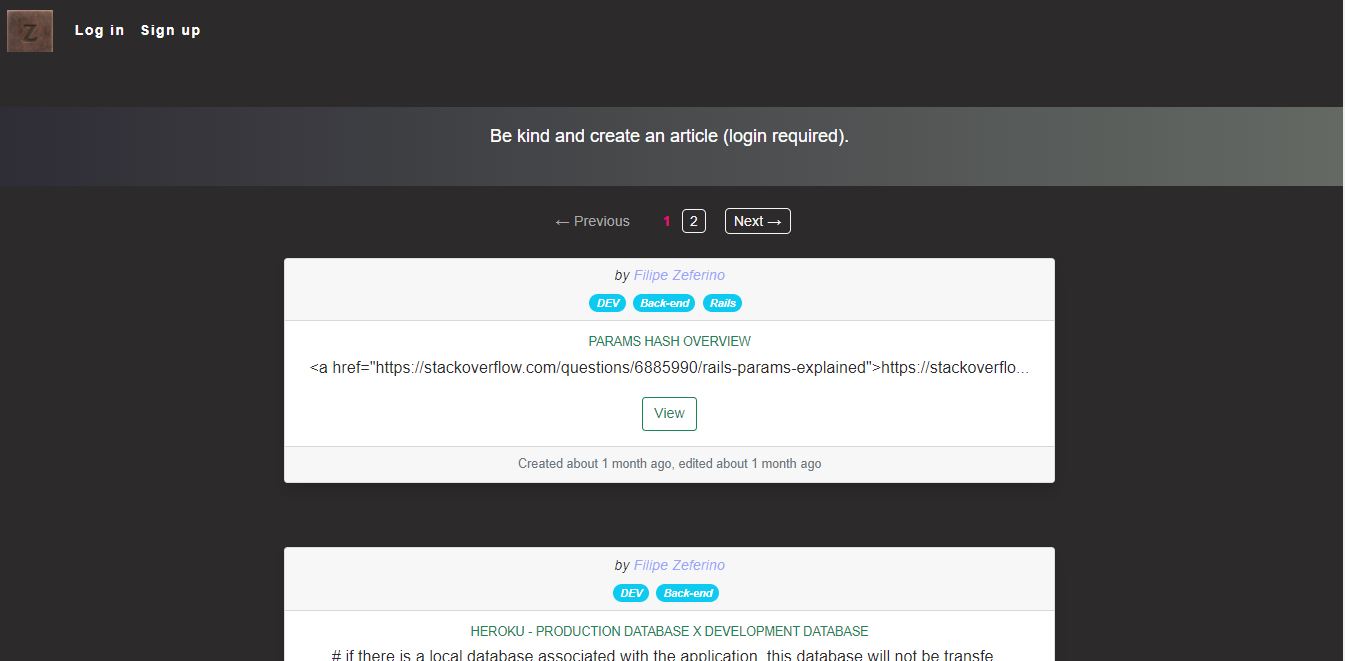 Z
Log in Sign up
Be kind and create an article (login required).
← Previous 1 2 Next →
by Filipe Zeferino
DEV Back-end Rails
PARAMS HASH OVERVIEW
<a href="https://stackoverflow.com/questions/6885990/rails-params-explained">https://stackoverflo...
View
Created about 1 month ago, edited about 1 month ago
by Filipe Zeferino
DEV Back-end
HEROKU - PRODUCTION DATABASE X DEVELOPMENT DATABASE
# if there is a local database associated with the application, this database will not be transfe...